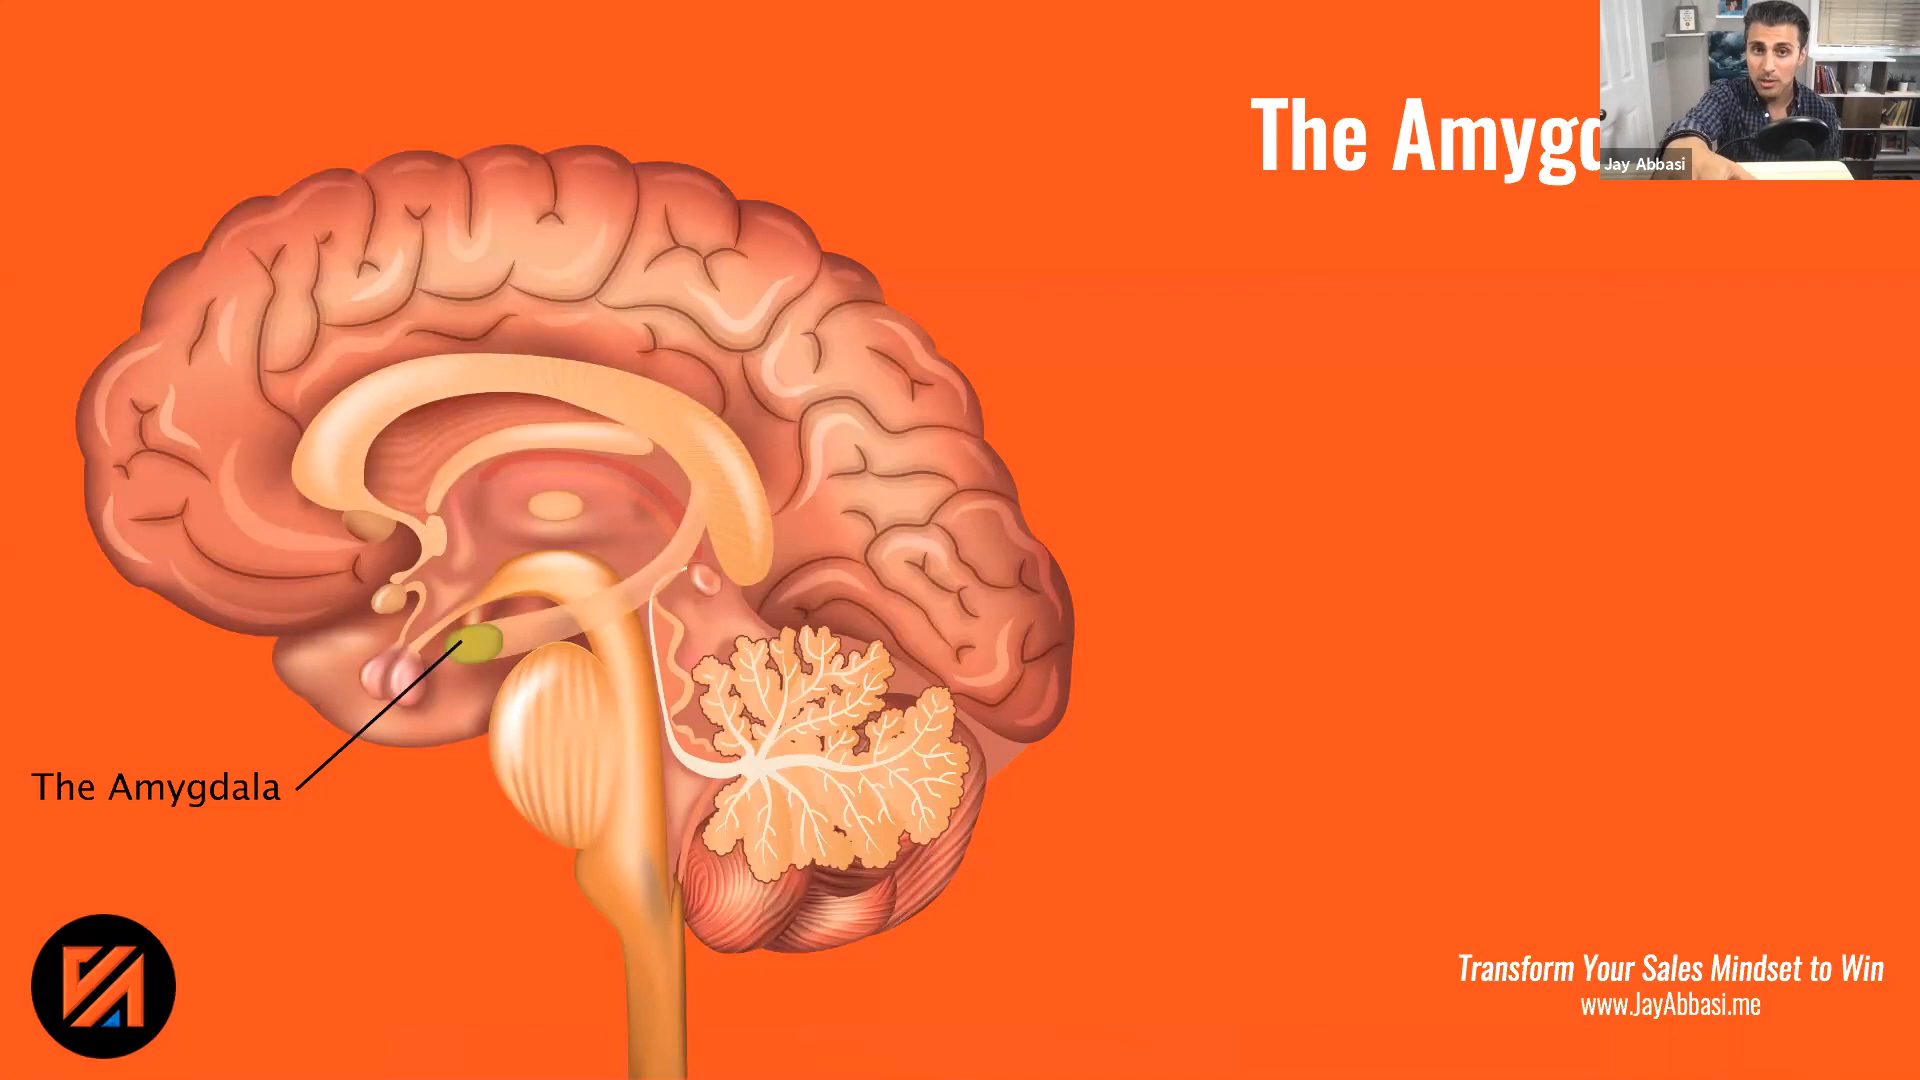 The Amygd
Jay Abbasi
The Amygdala
Transform Your Sales Mindset to Win
www.JayAbbasi.me